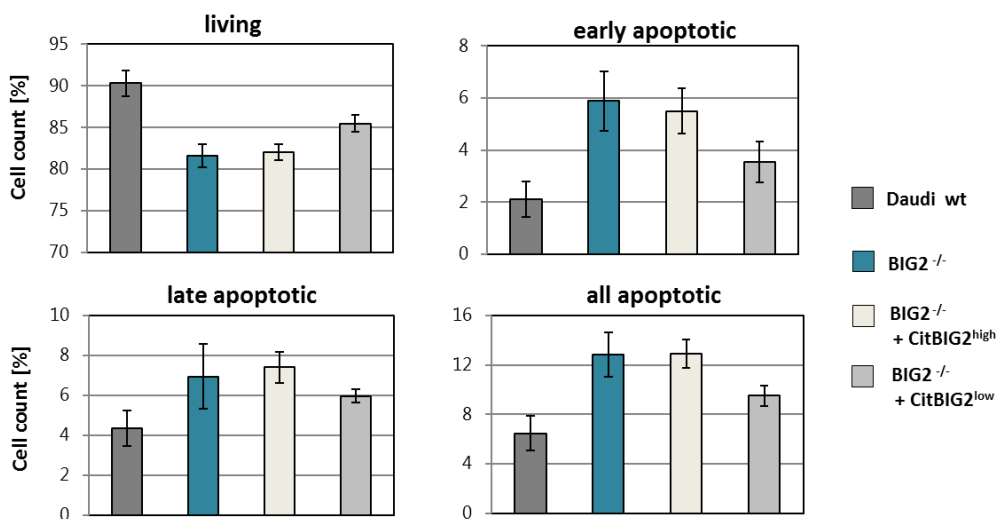 living
Cell count [%]
95
90
85
80
75
70
early apoptotic
8
6
4
2
0
late apoptotic
Cell count [%]
10
8
6
4
2
0
all apoptotic
16
12
8
4
0
Daudi wt
BIG2 -/-
BIG2 -/-
+ CitBIG2high
BIG2 -/-
+ CitBIG2low